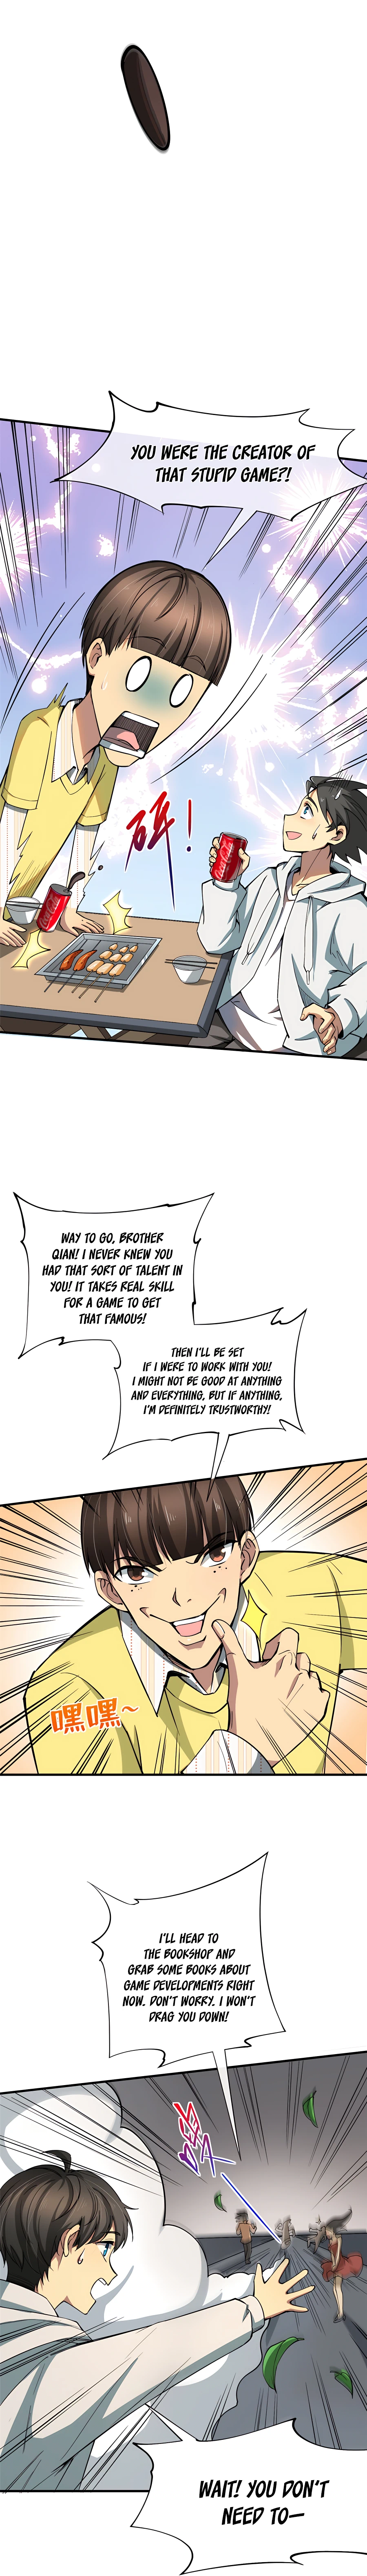 YOU WERE THE CREATOR OF
THAT STUPID GAME?!
砰!
Coca-Cola
Coca-Cola
WAY TO GO, BROTHER
QIAN! I NEVER KNEW YOU
HAD THAT SORT OF TALENT IN
YOU! IT TAKES REAL SKILL
FOR A GAME TO GET
THAT FAMOUS!
THEN I'LL BE SET
IF I WERE TO WORK WITH YOU!
I MIGHT NOT BE GOOD AT ANYTHING
AND EVERYTHING, BUT IF ANYTHING,
I'M DEFINITELY TRUSTWORTHY!
嘿嘿~
I'LL HEAD TO
THE BOOKSHOP AND
GRAB SOME BOOKS ABOUT
GAME DEVELOPMENTS RIGHT
NOW. DON'T WORRY. I WON'T
DRAG YOU DOWN!
WAIT! YOU DON'T
NEED TO—